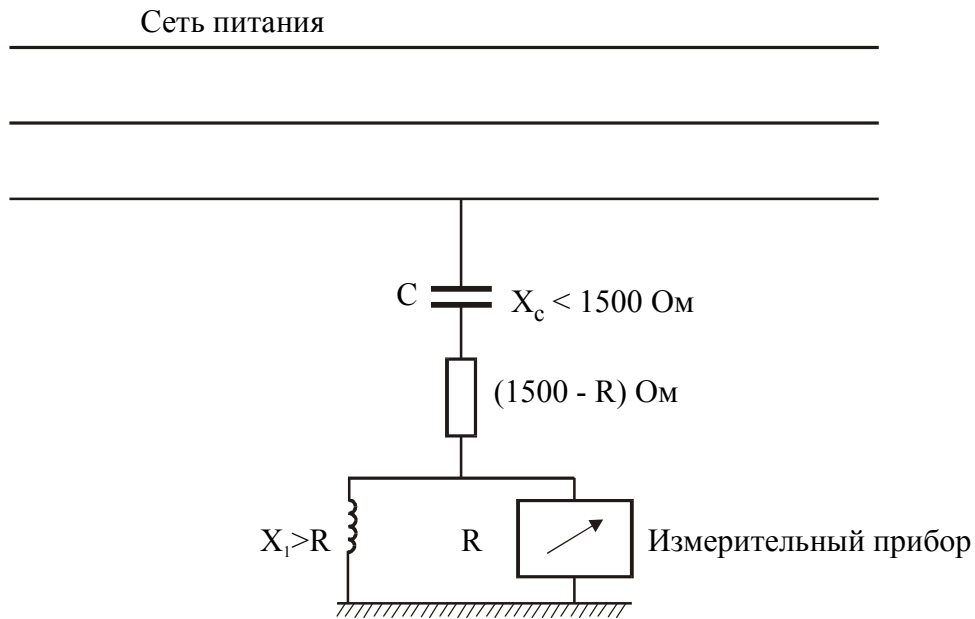 Сеть питания
C
Xc < 1500 Ом
(1500 - R) Ом
X1>R
R
Измерительный прибор